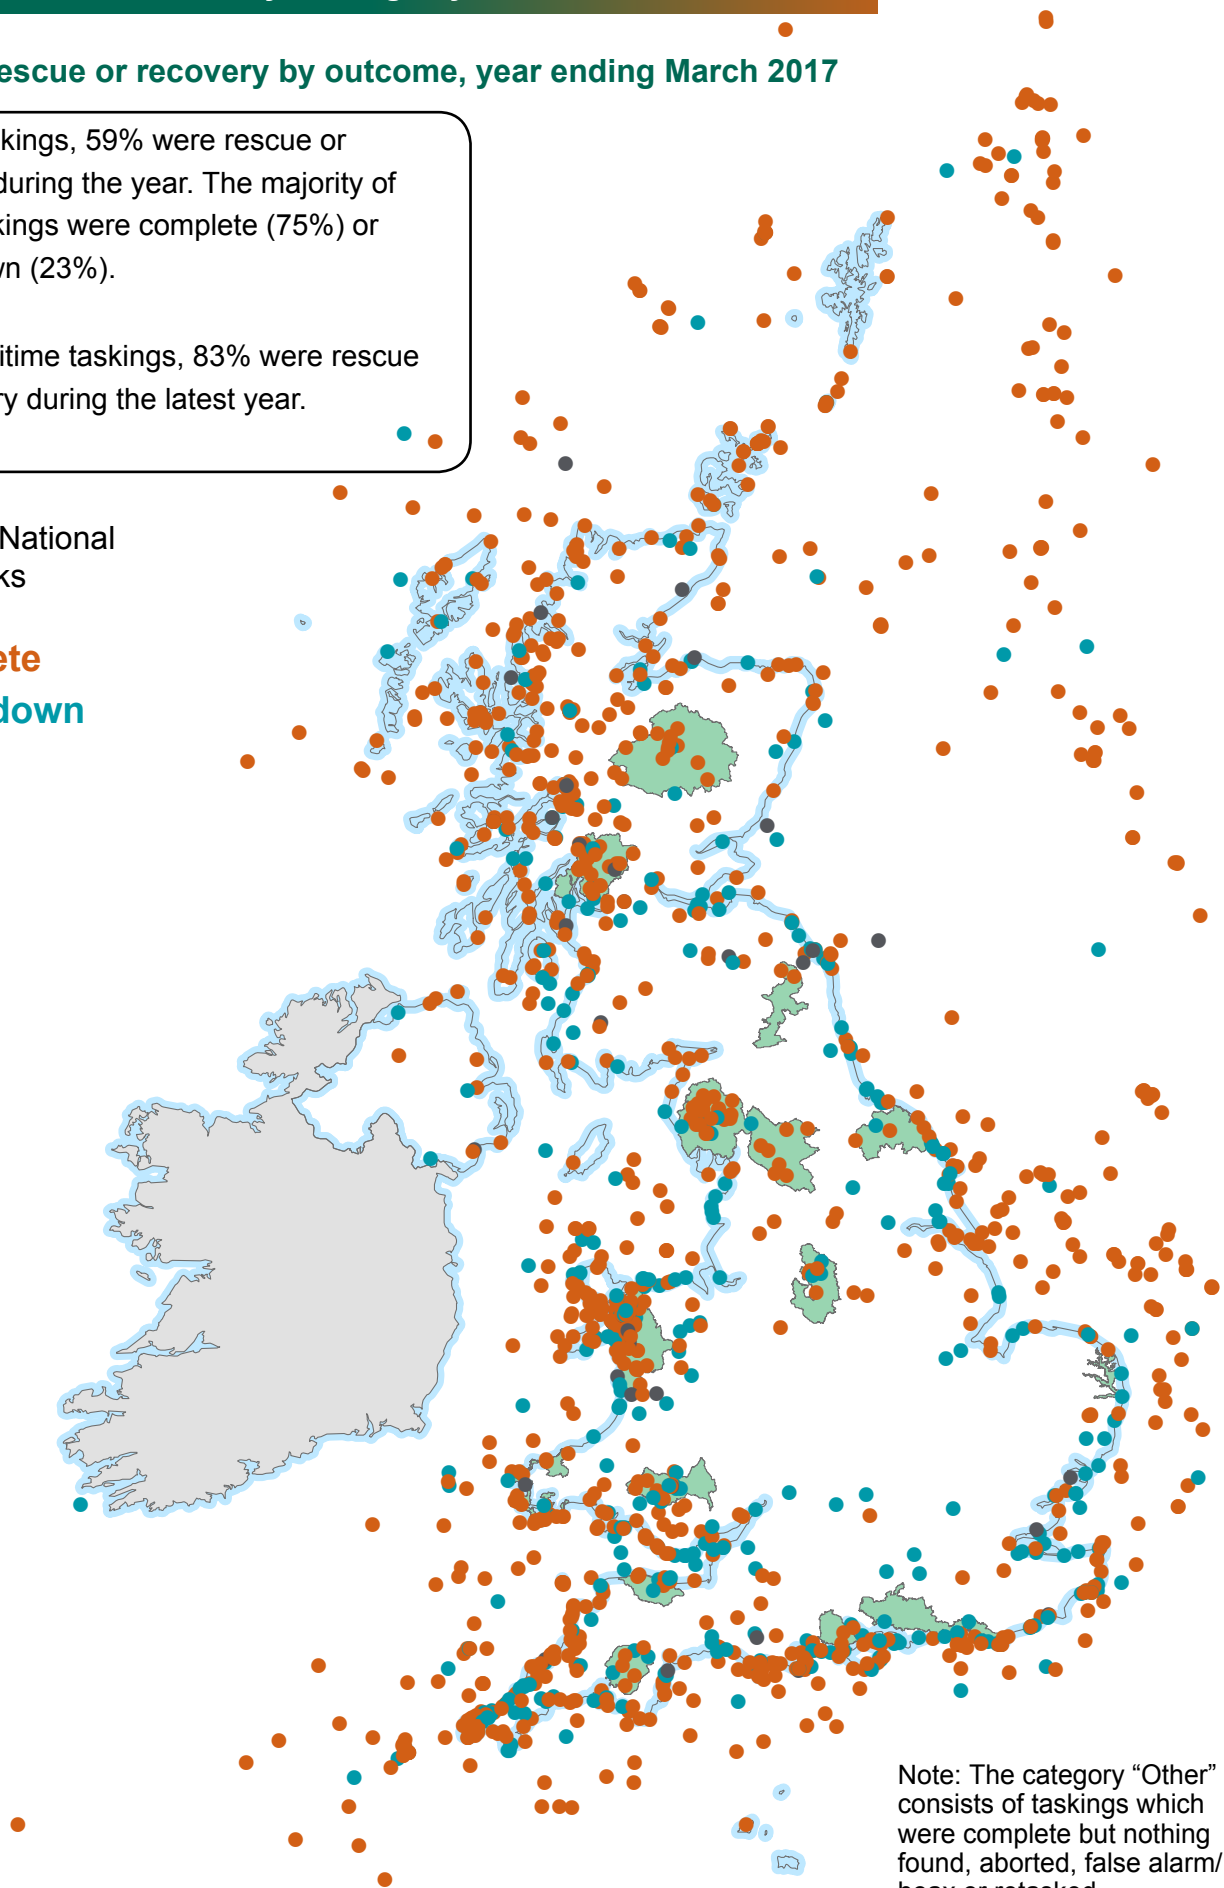 escue or recovery by outcome, year ending March 2017
kings, 59% were rescue or
during the year. The majority of
kings were complete (75%) or
n (23%).
itime taskings, 83% were rescue
ry during the latest year.
National
ks
ete
down
Note: The category “Other”
consists of taskings which
were complete but nothing
found, aborted, false alarm/